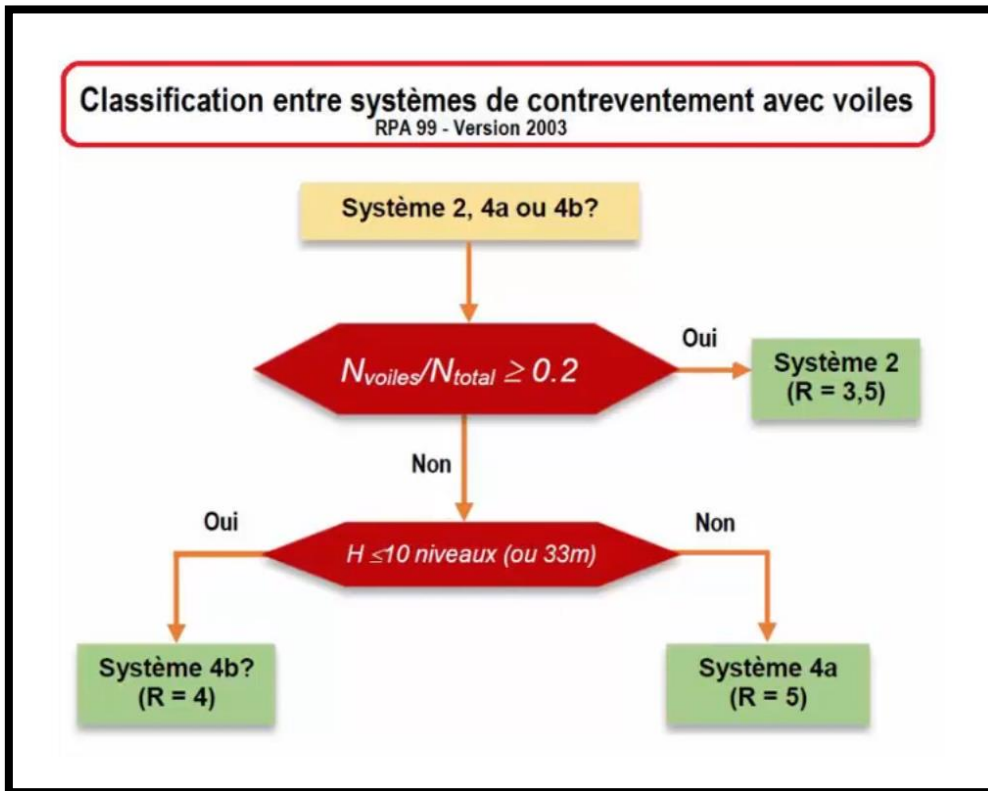 Classification entre systèmes de contreventement avec voiles
RPA 99 - Version 2003
Système 2, 4a ou 4b?
Nvoiles/Ntotal ≥ 0.2
Oui
Système 2
(R = 3,5)
Non
Oui
H ≤10 niveaux (ou 33m)
Non
Système 4b?
(R = 4)
Système 4a
(R = 5)